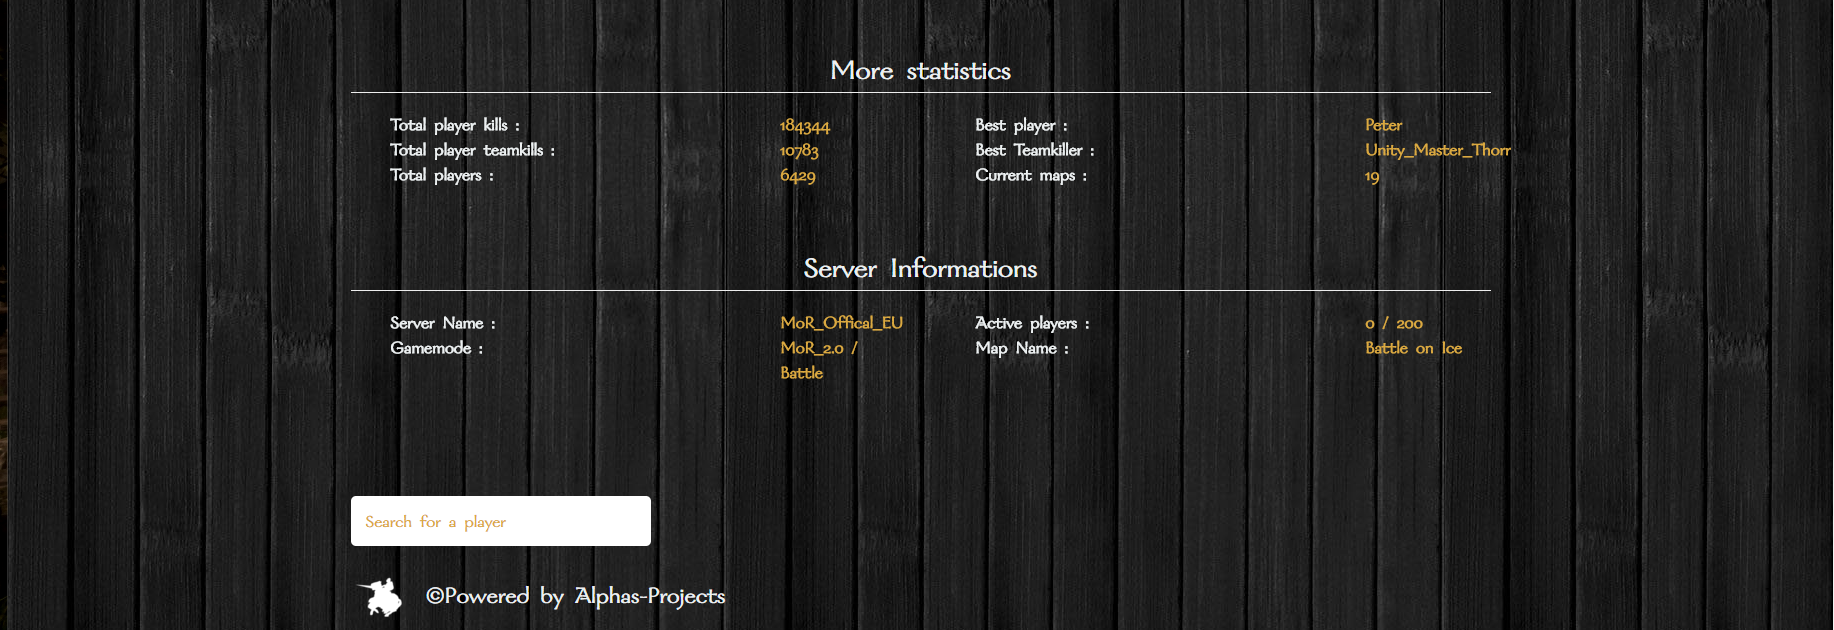 More statistics
Total player kills : 184344 Best player : Peter
Total player teamkills : 10783 Best Teamkiller : Unity_Master_Thorr
Total players : 6429 Current maps : 19
Server Informations
Server Name : MoR_Offical_EU Active players : 0 / 200
Gamemode : MoR_2.0 / Map Name : Battle on Ice
Battle
Search for a player
©Powered by Alphas-Projects